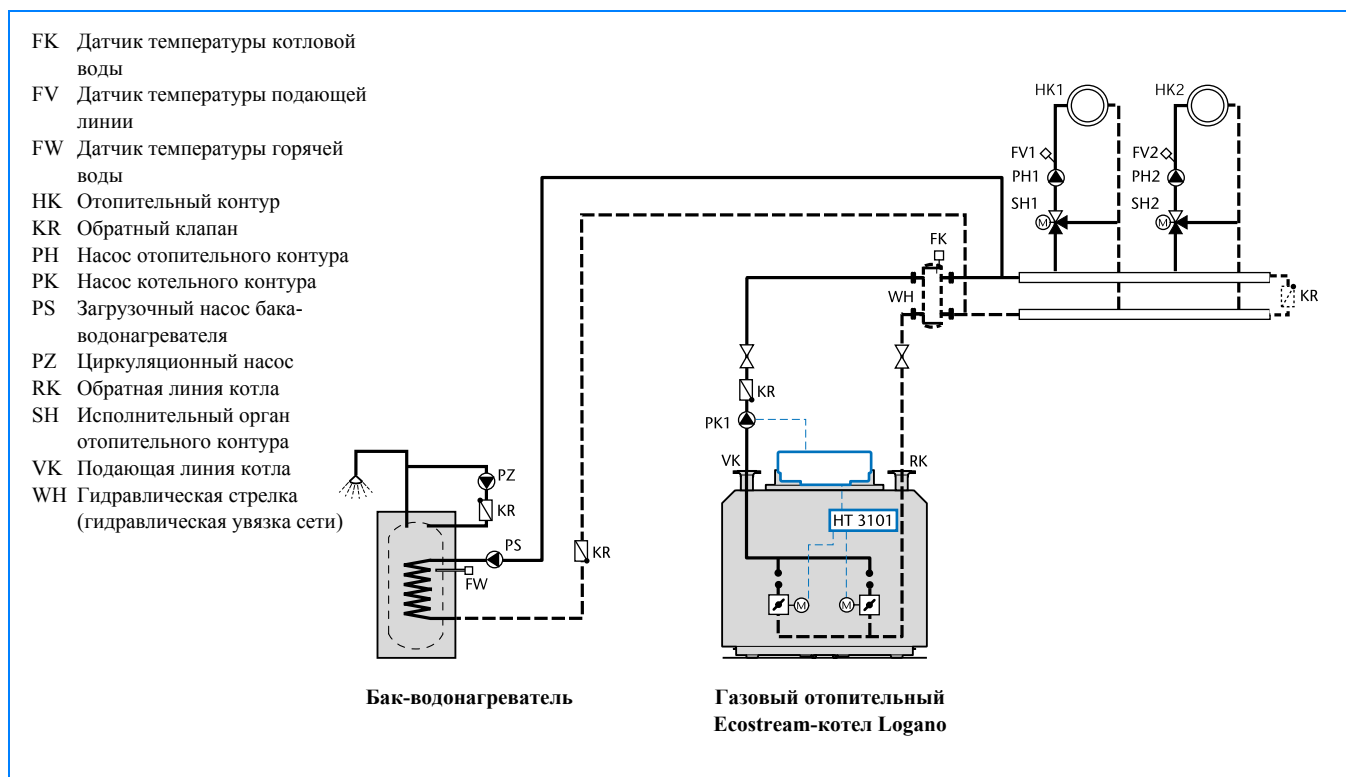 FK Датчик температуры котловой
воды
FV Датчик температуры подающей
линии
FW Датчик температуры горячей
воды
HK Отопительный контур
KR Обратный клапан
PH Насос отопительного контура
PK Насос котельного контура
PS Загрузочный насос бака-
водонагревателя
PZ Циркуляционный насос
RK Обратная линия котла
SH Исполнительный орган
отопительного контура
VK Подающая линия котла
WH Гидравлическая стрелка
(гидравлическая увязка сети)
HK1
HK2
FV1
FV2
PH1
PH2
SH1
SH2
M
M
FK
WH
KR
KR
PK1
VK
RK
PZ
KR
HT 3101
PS
KR
FW
M
M
Бак-водонагреватель
Газовый отопительный
Ecostream-котел Logano